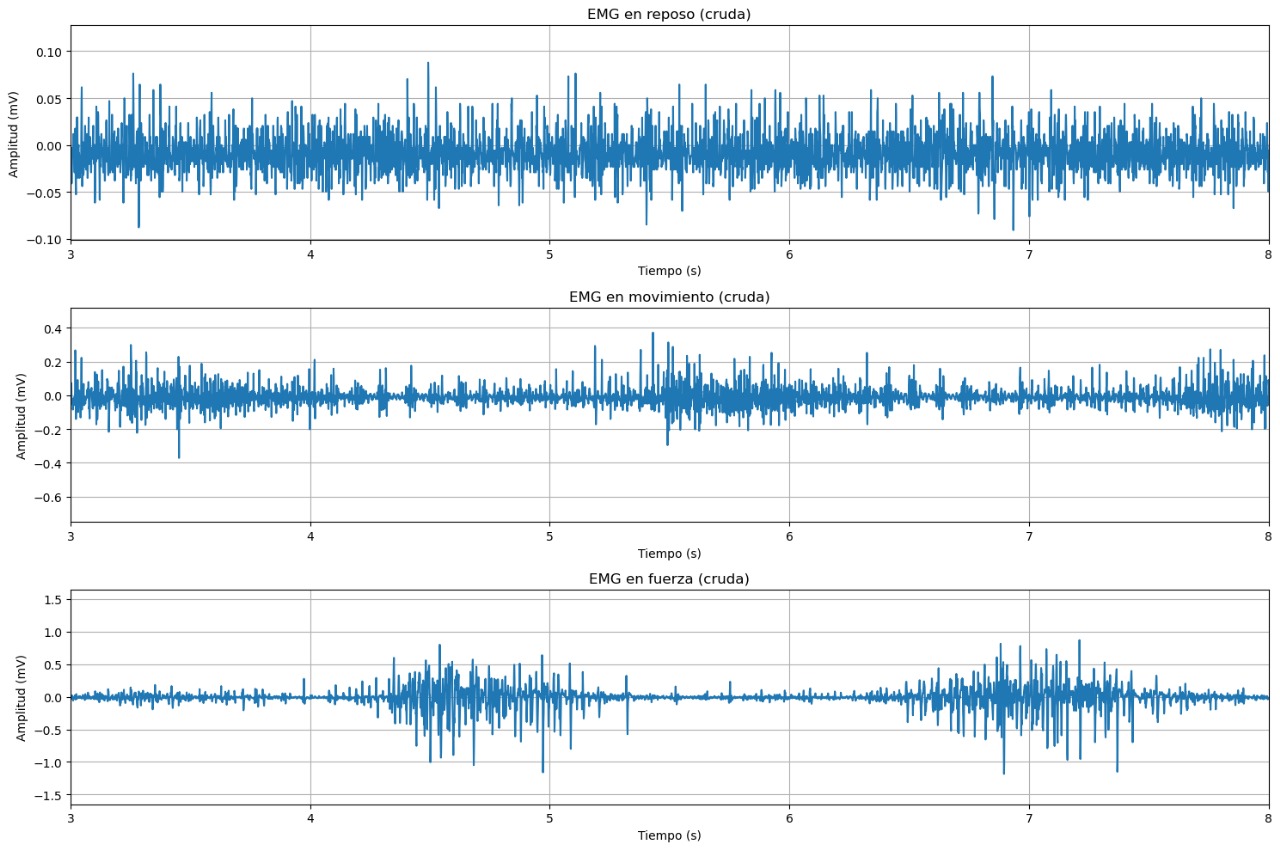 EMG en reposo (cruda)
0.10
0.05
0.00
−0.05
−0.10
Amplitud (mV)
3 4 5 6 7 8
Tiempo (s)
EMG en movimiento (cruda)
0.4
0.2
0.0
−0.2
−0.4
−0.6
Amplitud (mV)
3 4 5 6 7 8
Tiempo (s)
EMG en fuerza (cruda)
1.5
1.0
0.5
0.0
−0.5
−1.0
−1.5
Amplitud (mV)
3 4 5 6 7 8
Tiempo (s)